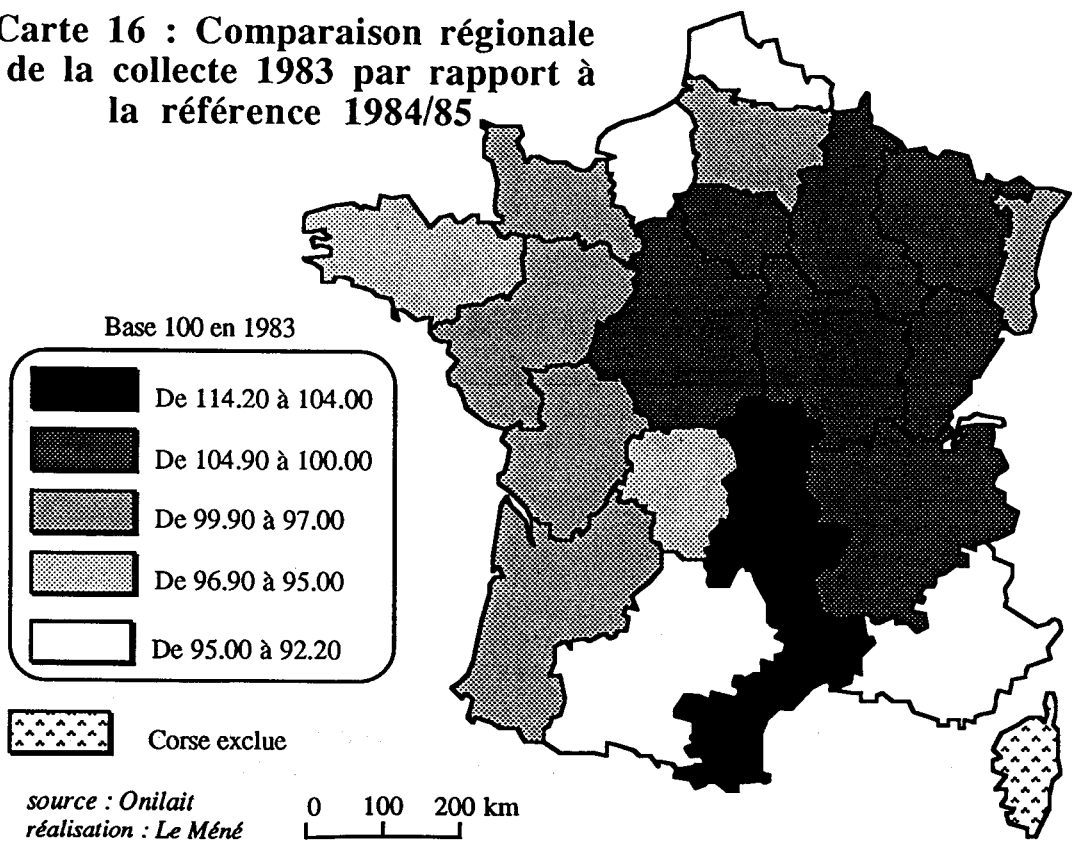 Carte 16 : Comparaison régionale
de la collecte 1983 par rapport à
la référence 1984/85
Base 100 en 1983
De 114.20 à 104.00
De 104.90 à 100.00
De 99.90 à 97.00
De 96.90 à 95.00
De 95.00 à 92.20
Corse exclue
source : Onilait
réalisation : Le Méné
0 100 200 km